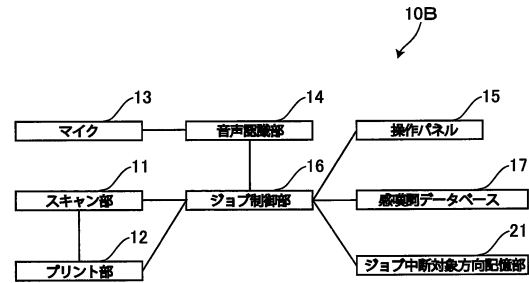 10B
13
マイク
14
音声認識部
15
操作パネル
11
スキャン部
16
ジョブ制御部
17
感嘆詞データベース
12
プリント部
21
ジョブ中断対象方向記憶部